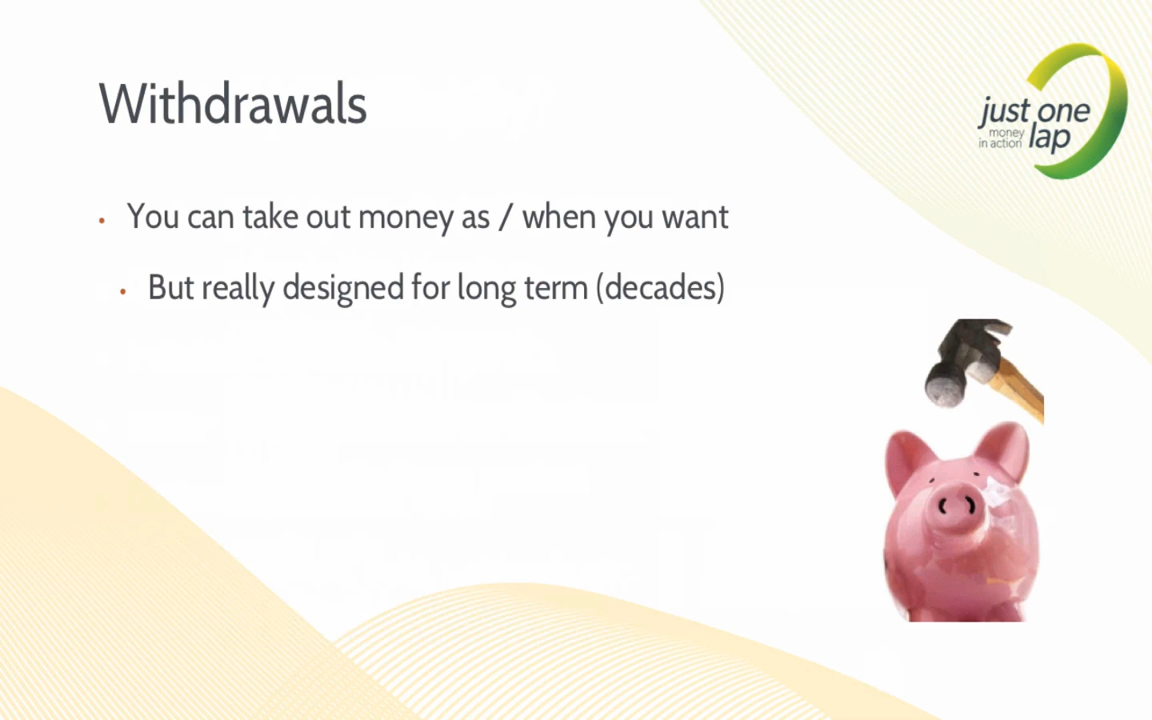 Withdrawals
just one
money
in action
lap
• You can take out money as / when you want
• But really designed for long term (decades)